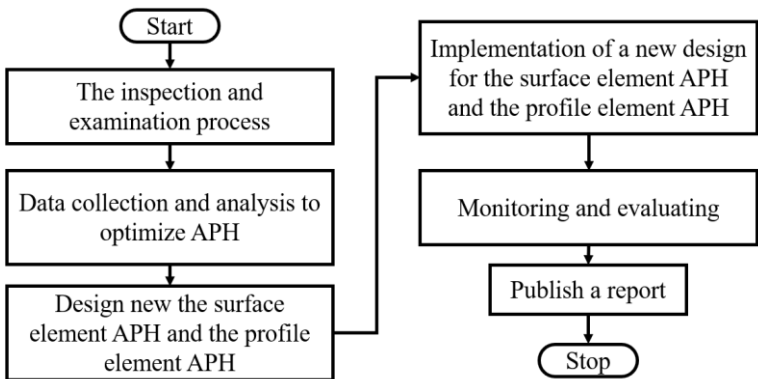 Start
The inspection and
examination process
Data collection and analysis to
optimize APH
Design new the surface
element APH and the profile
element APH
Implementation of a new design
for the surface element APH
and the profile element APH
Monitoring and evaluating
Publish a report
Stop